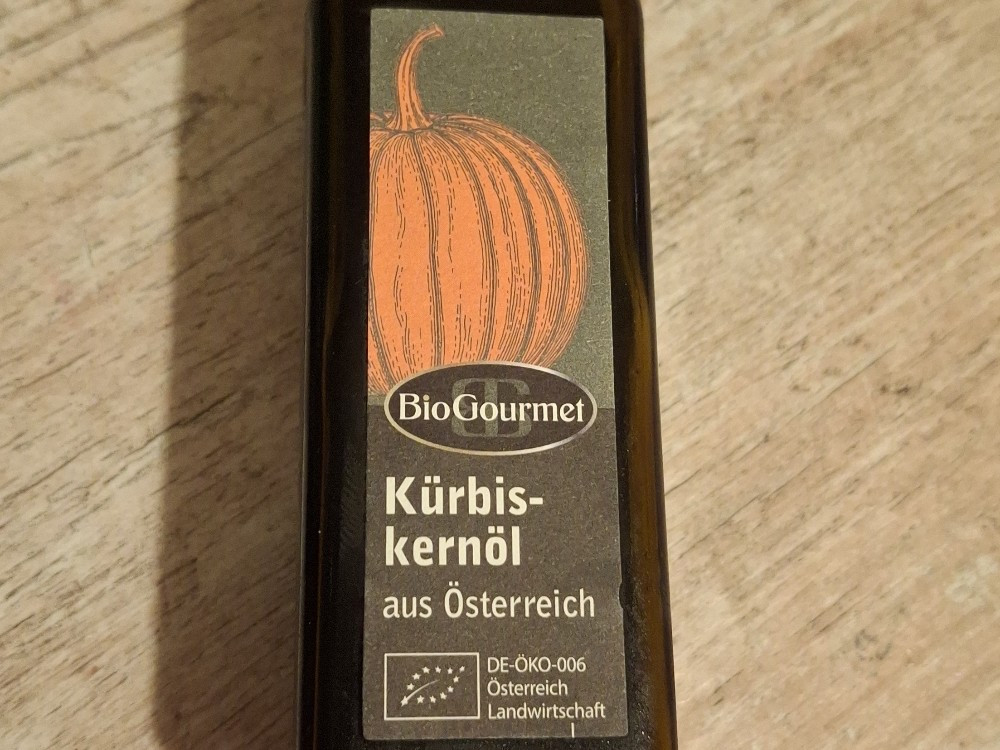 BioGourmet
Kürbis-
kernöl
aus Österreich
DE-ÖKO-006
Österreich
Landwirtschaft